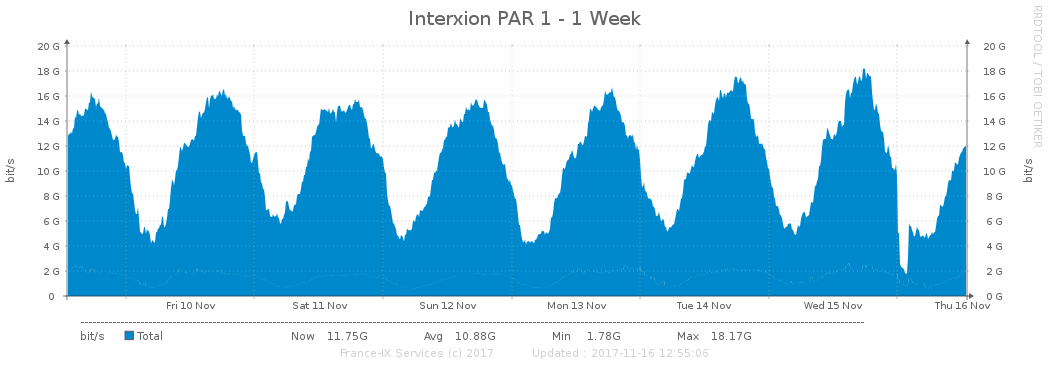 Interxion PAR 1 - 1 Week
RRDTOOL / TOBI OETIKER
20 G 20 G
18 G 18 G
16 G 16 G
14 G 14 G
12 G 12 G
10 G 10 G
8 G 8 G
6 G 6 G
4 G 4 G
2 G 2 G
0 0 G
bit/s
bit/s
Fri 10 Nov Sat 11 Nov Sun 12 Nov Mon 13 Nov Tue 14 Nov Wed 15 Nov Thu 16 Nov
bit/s Total Now 11.75G Avg 10.88G Min 1.78G Max 18.17G
France-IX Services (c) 2017 Updated : 2017-11-16 12:55:06